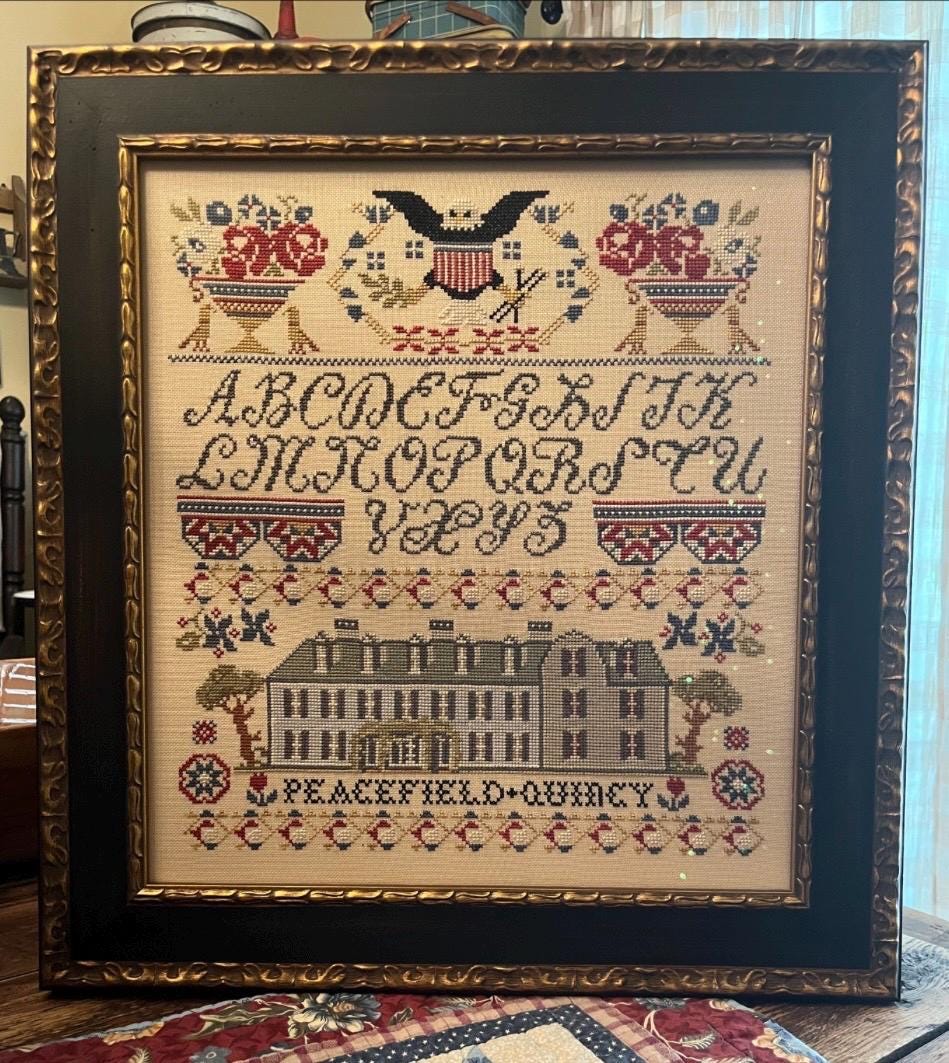 ABCDEFGHIJK
LMNOPQRSTU
VXYZ
PEACEFIELD+QUINCY